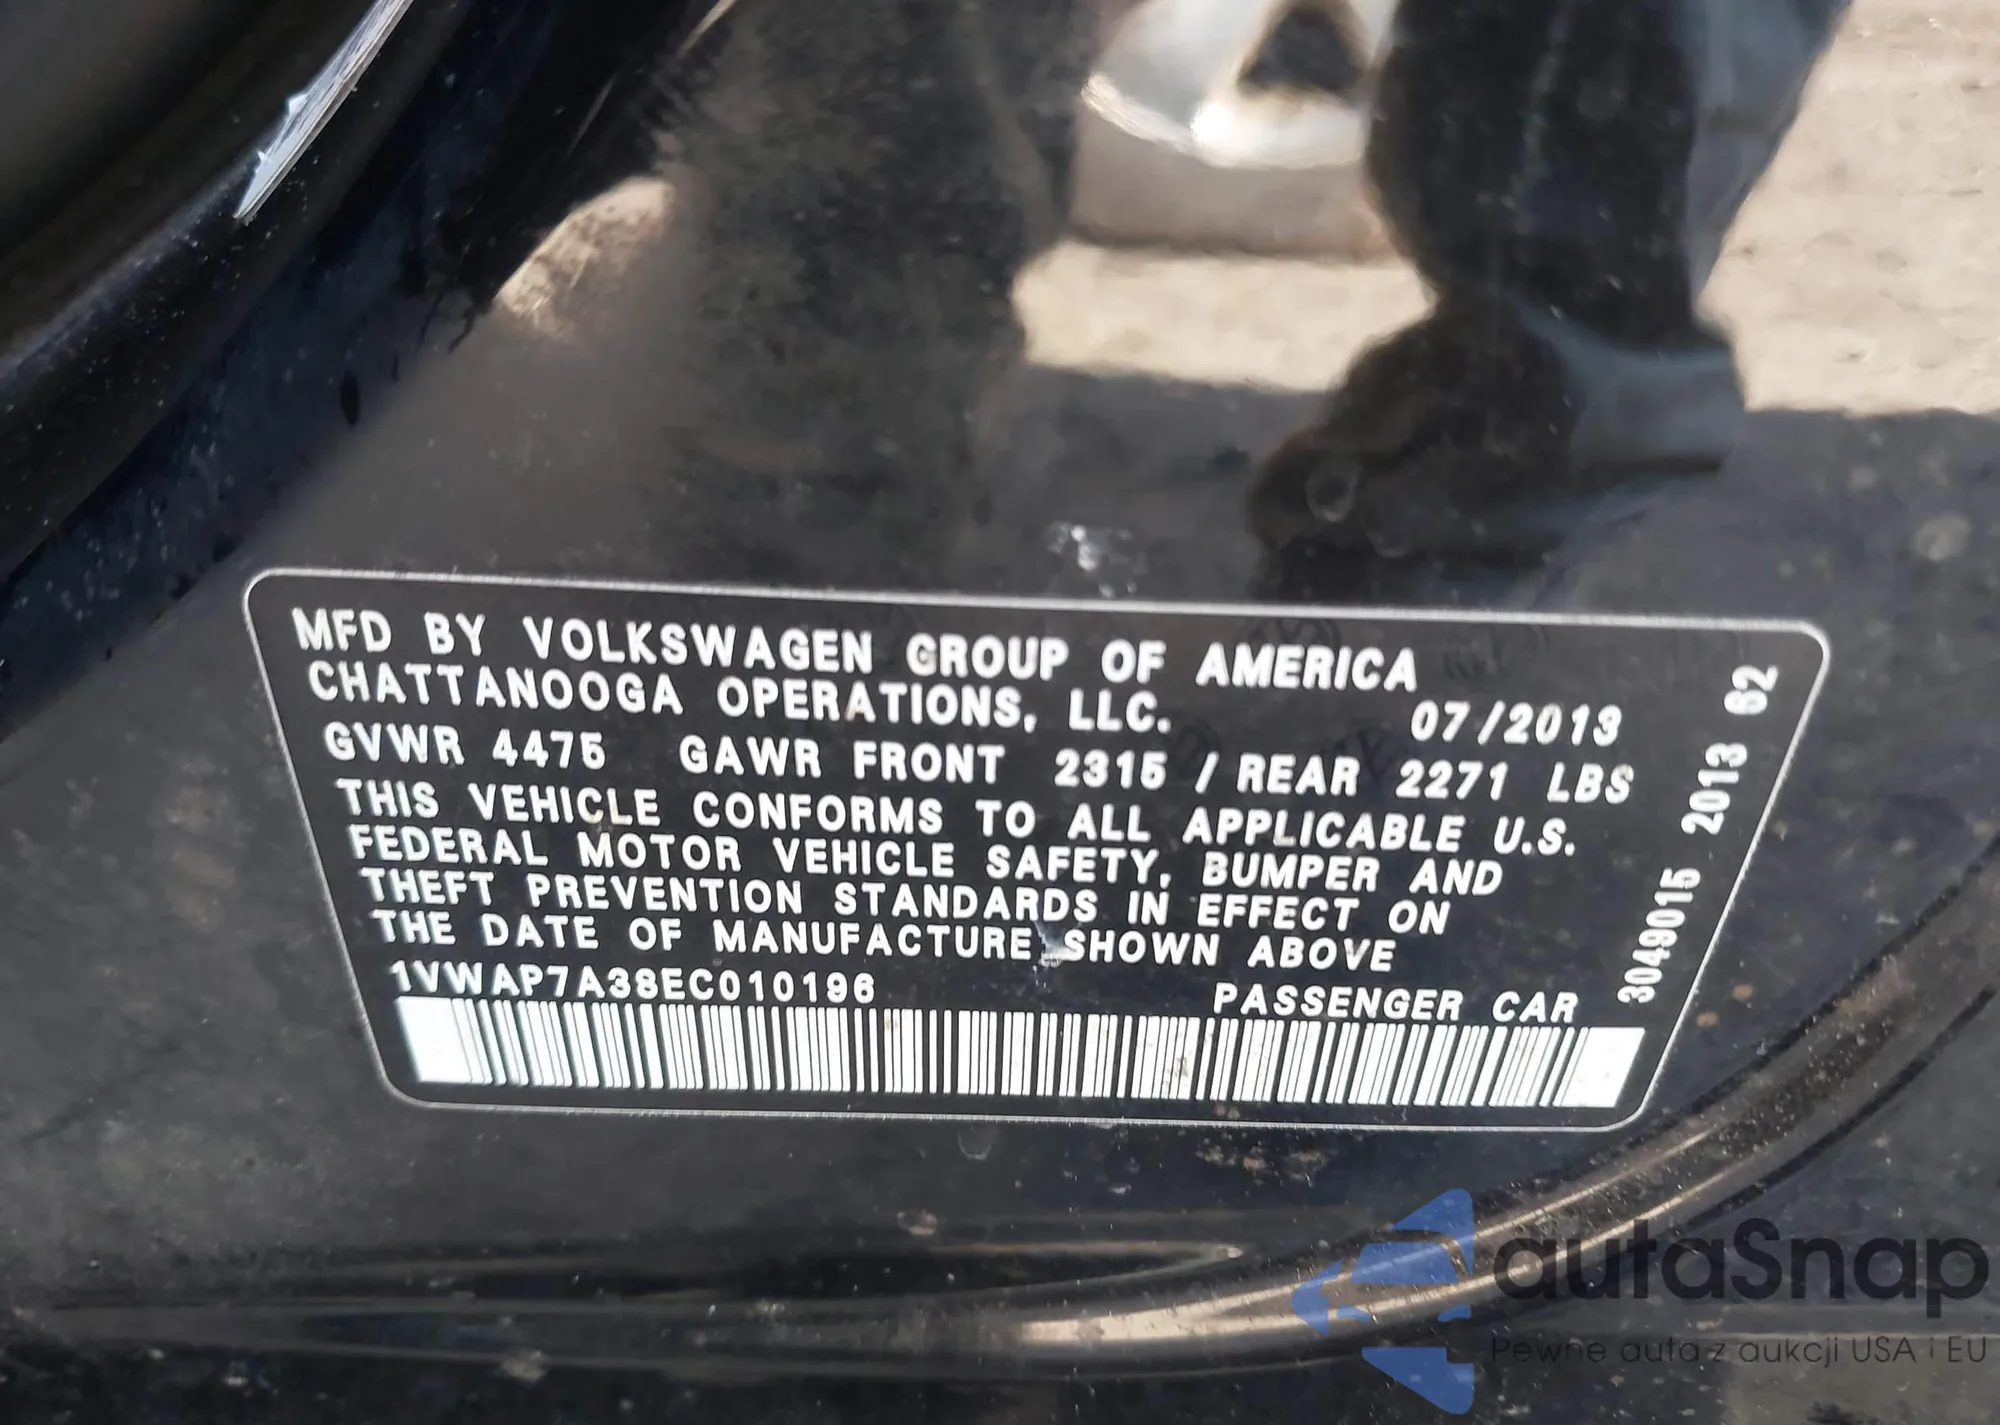 MFD BY VOLKSWAGEN GROUP OF AMERICA
CHATTANOOGA OPERATIONS, LLC. 07/2013
GVWR 4475 GAWR FRONT 2315 / REAR 2271 LBS
THIS VEHICLE CONFORMS TO ALL APPLICABLE U.S.
FEDERAL MOTOR VEHICLE SAFETY, BUMPER AND
THEFT PREVENTION STANDARDS IN EFFECT ON
THE DATE OF MANUFACTURE SHOWN ABOVE
1VWAP7A38EC010196 PASSENGER CAR
3049015 2013 62
autaSnap
Pewne auta z aukcji USA i EU